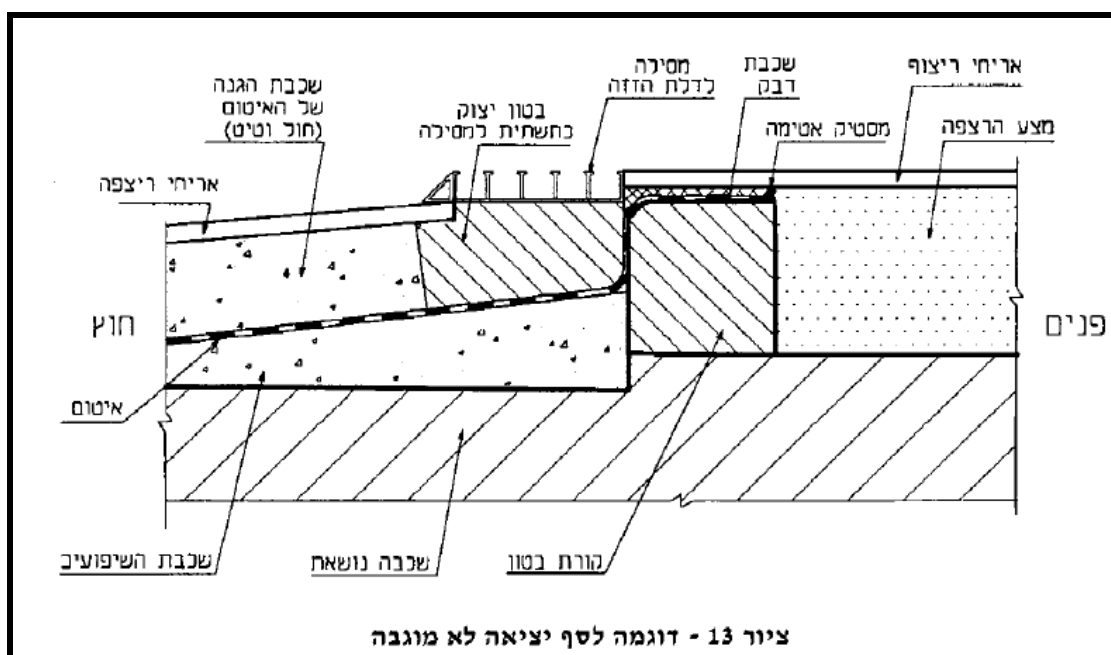 אריחי ריצוף
מצע הרצפה
מסטיק אטימה
שכבת
דבק
מסילה
לדלת הזזה
בטון יצוק
כתשתית למסילה
שכבת הגנה
של האיטום
(חול וטיט)
אריחי ריצפה
פנים
חוץ
איטום
שכבת השיפועים
שכבה נושאת
קורת בטון
ציור 13 - דוגמה לסף יציאה לא מוגבה